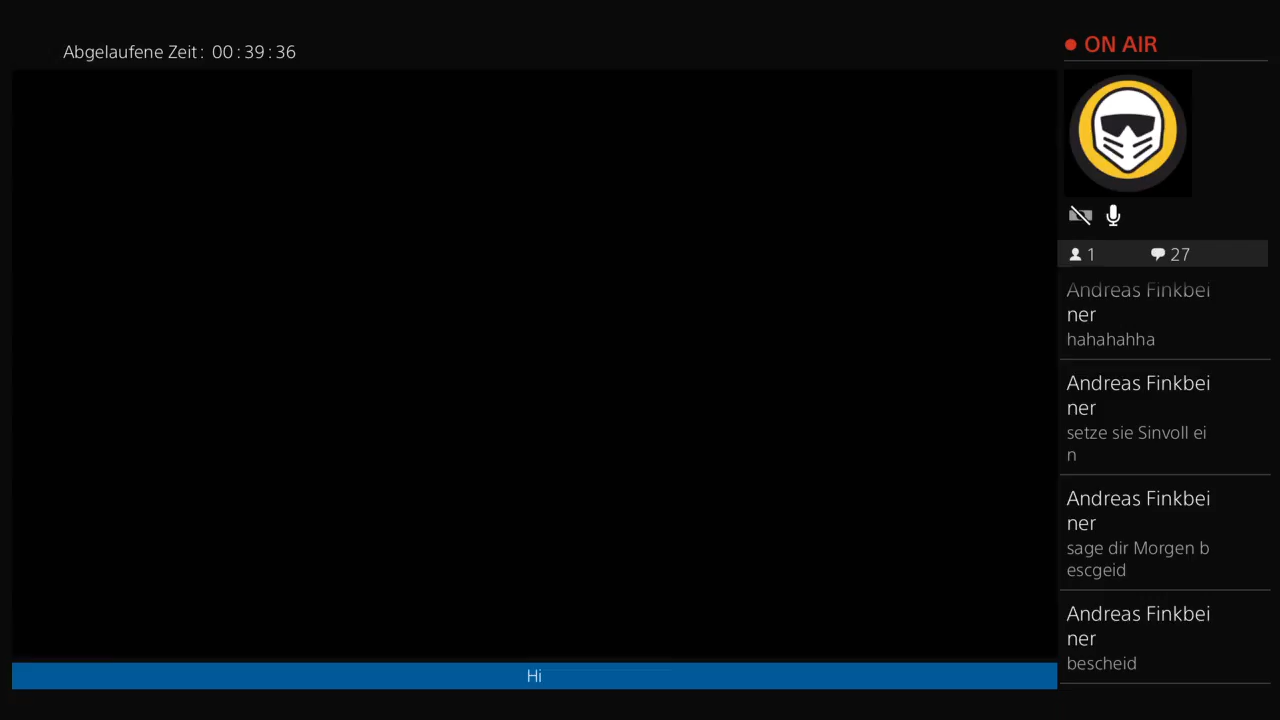 Abgelaufene Zeit: 00:39:36
ON AIR
1 27
Andreas Finkbei
ner
hahahahha
Andreas Finkbei
ner
setze sie Sinvoll ei
n
Andreas Finkbei
ner
sage dir Morgen b
escgeid
Andreas Finkbei
ner
bescheid
Hi